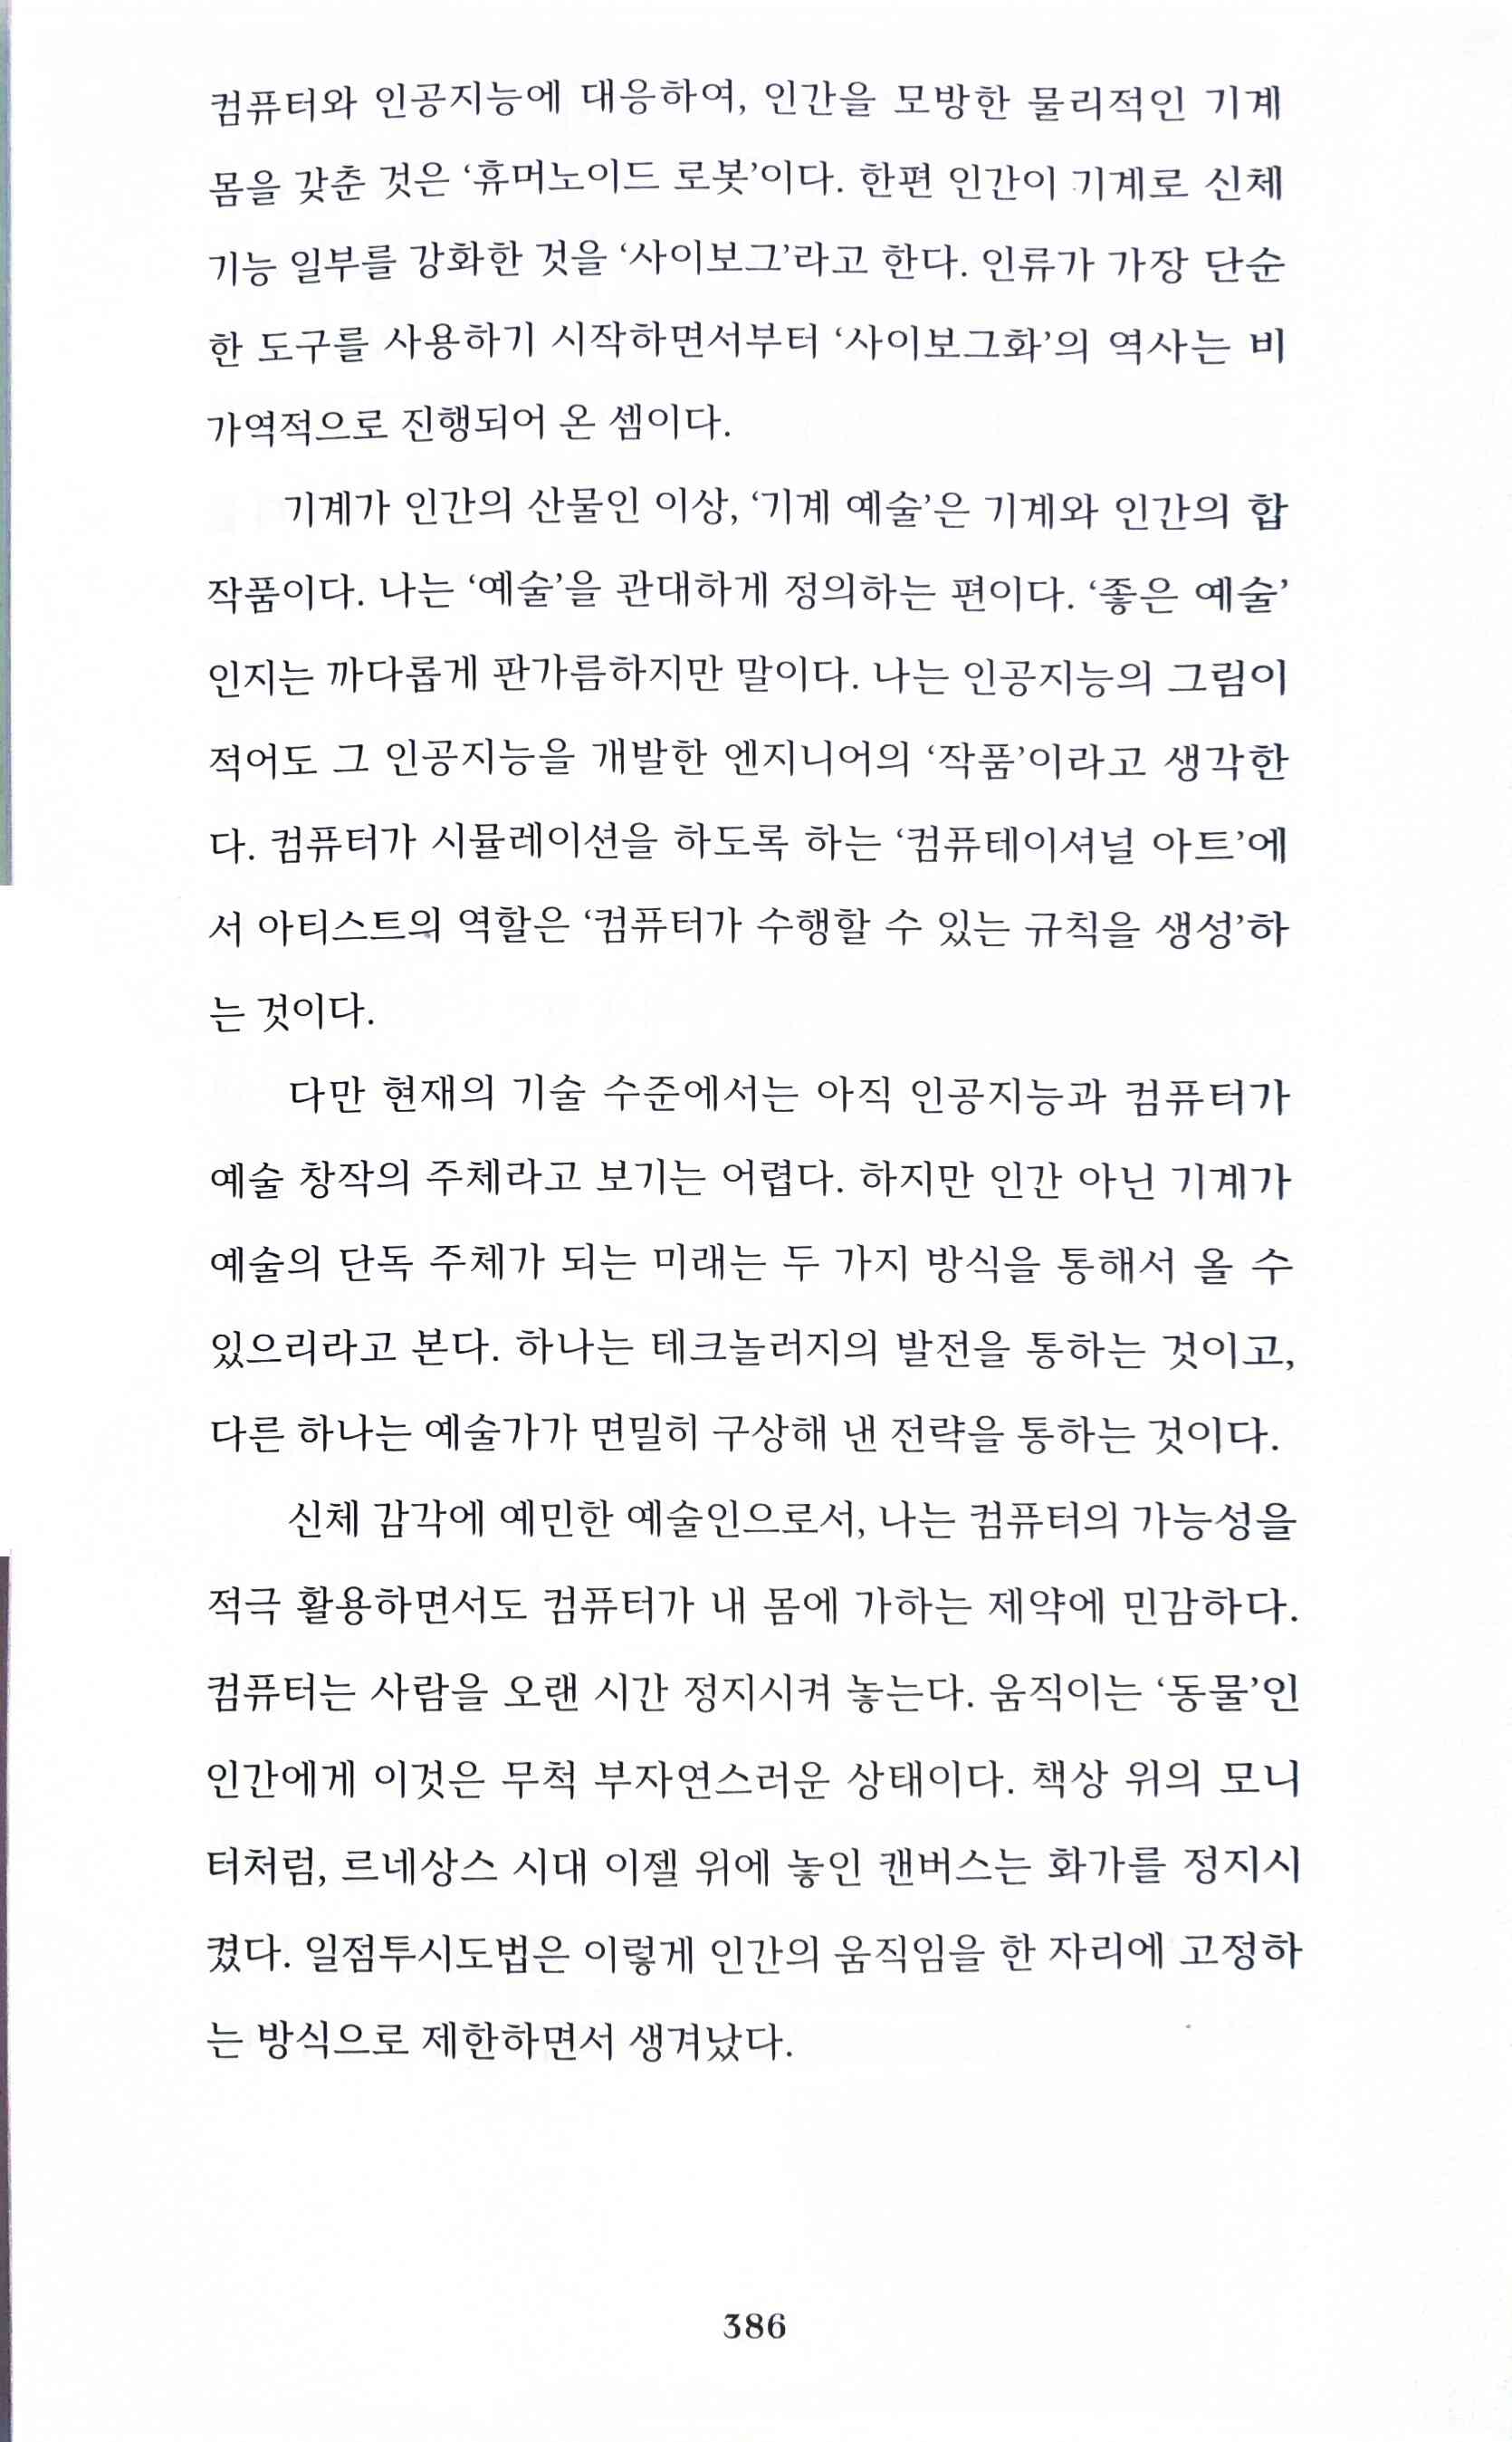 컴퓨터와 인공지능에 대응하여, 인간을 모방한 물리적인 기계
몸을 갖춘 것은 ‘휴머노이드 로봇’이다. 한편 인간이 기계로 신체
기능 일부를 강화한 것을 ‘사이보그’라고 한다. 인류가 가장 단순
한 도구를 사용하기 시작하면서부터 ‘사이보그화’의 역사는 비
가역적으로 진행되어 온 셈이다.
기계가 인간의 산물인 이상, ‘기계 예술’은 기계와 인간의 합
작품이다. 나는 ‘예술’을 관대하게 정의하는 편이다. ‘좋은 예술’
인지는 까다롭게 판가름하지만 말이다. 나는 인공지능의 그림이
적어도 그 인공지능을 개발한 엔지니어의 ‘작품’이라고 생각한
다. 컴퓨터가 시뮬레이션을 하도록 하는 ‘컴퓨테이셔널 아트’에
서 아티스트의 역할은 ‘컴퓨터가 수행할 수 있는 규칙을 생성’하
는 것이다.
다만 현재의 기술 수준에서는 아직 인공지능과 컴퓨터가
예술 창작의 주체라고 보기는 어렵다. 하지만 인간 아닌 기계가
예술의 단독 주체가 되는 미래는 두 가지 방식을 통해서 올 수
있으리라고 본다. 하나는 테크놀러지의 발전을 통하는 것이고,
다른 하나는 예술가가 면밀히 구상해 낸 전략을 통하는 것이다.
신체 감각에 예민한 예술인으로서, 나는 컴퓨터의 가능성을
적극 활용하면서도 컴퓨터가 내 몸에 가하는 제약에 민감하다.
컴퓨터는 사람을 오랜 시간 정지시켜 놓는다. 움직이는 ‘동물’인
인간에게 이것은 무척 부자연스러운 상태이다. 책상 위의 모니
터처럼, 르네상스 시대 이젤 위에 놓인 캔버스는 화가를 정지시
켰다. 일점투시도법은 이렇게 인간의 움직임을 한 자리에 고정하
는 방식으로 제한하면서 생겨났다.
386